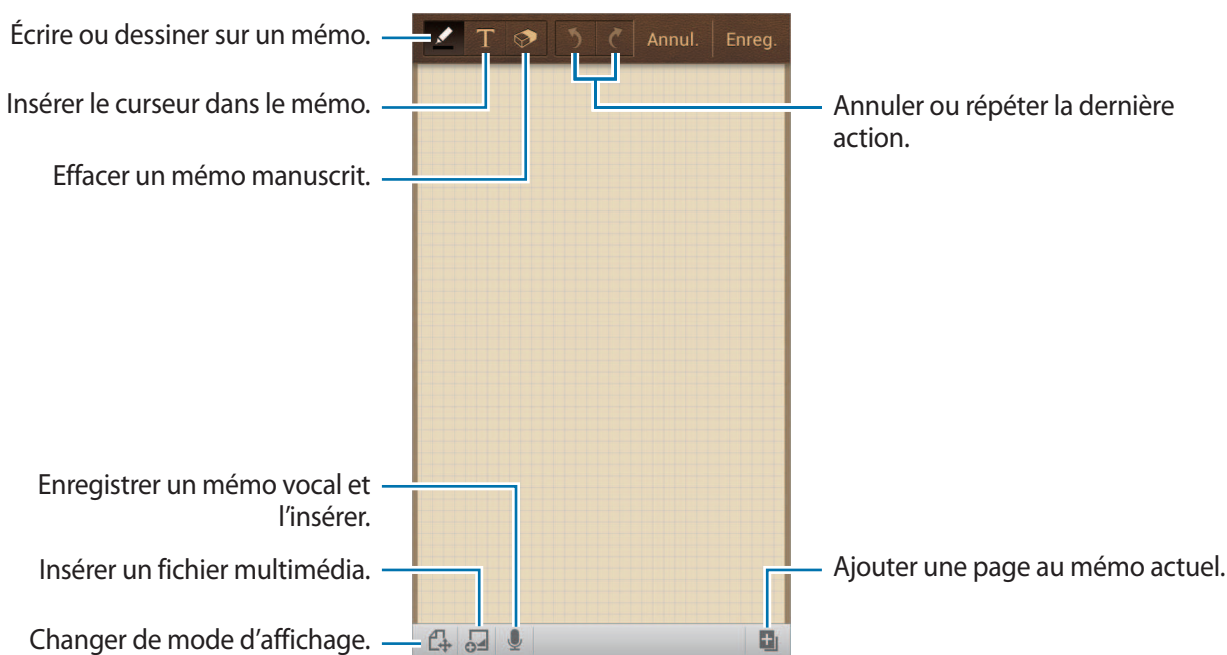 Écrire ou dessiner sur un mémo.
T
Annul.
Enreg.
Insérer le curseur dans le mémo.
Annuler ou répéter la dernière
action.
Effacer un mémo manuscrit.
Enregistrer un mémo vocal et
l’insérer.
Insérer un fichier multimédia.
Ajouter une page au mémo actuel.
Changer de mode d’affichage.